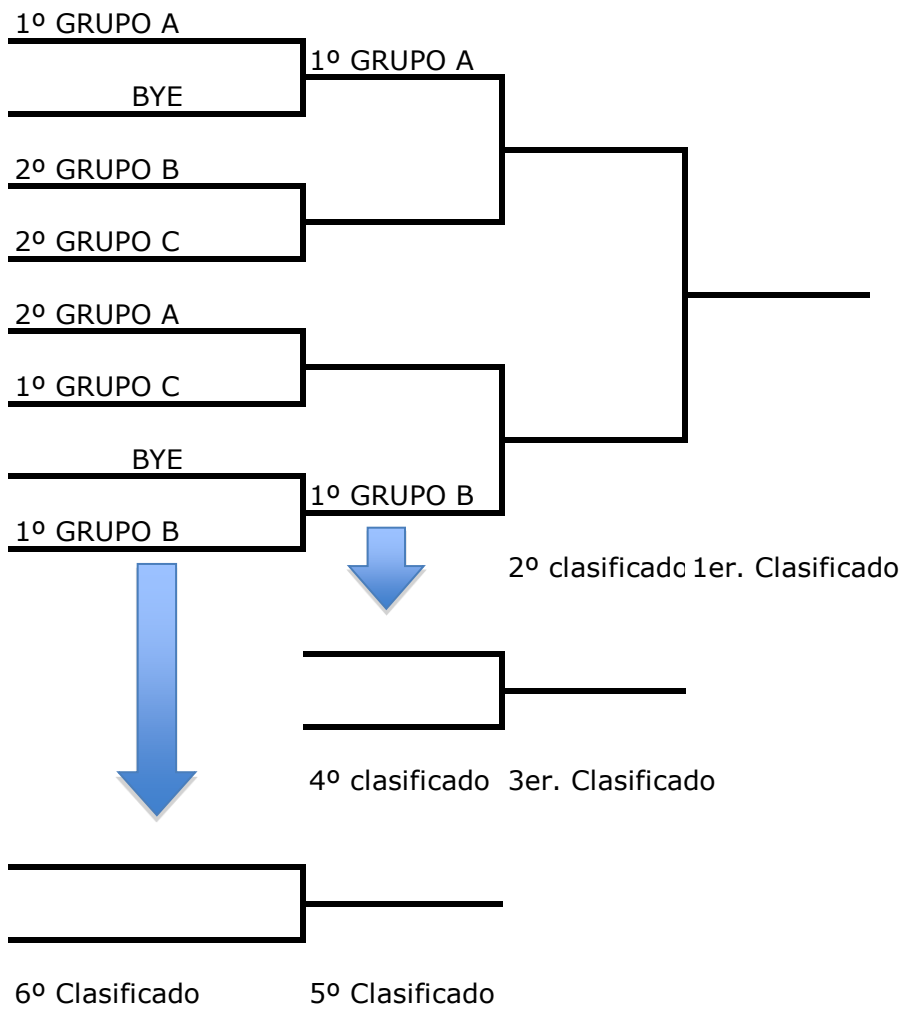 1º GRUPO A
1º GRUPO A
BYE
2º GRUPO B
2º GRUPO C
2º GRUPO A
1º GRUPO C
BYE
1º GRUPO B
1º GRUPO B
2º clasificado 1er. Clasificado
4º clasificado 3er. Clasificado
6º Clasificado 5º Clasificado